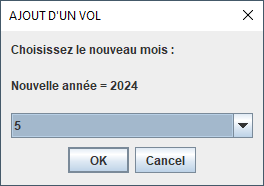 AJOUT D'UN VOL
Choisissez le nouveau mois :
Nouvelle année = 2024
5
OK Cancel